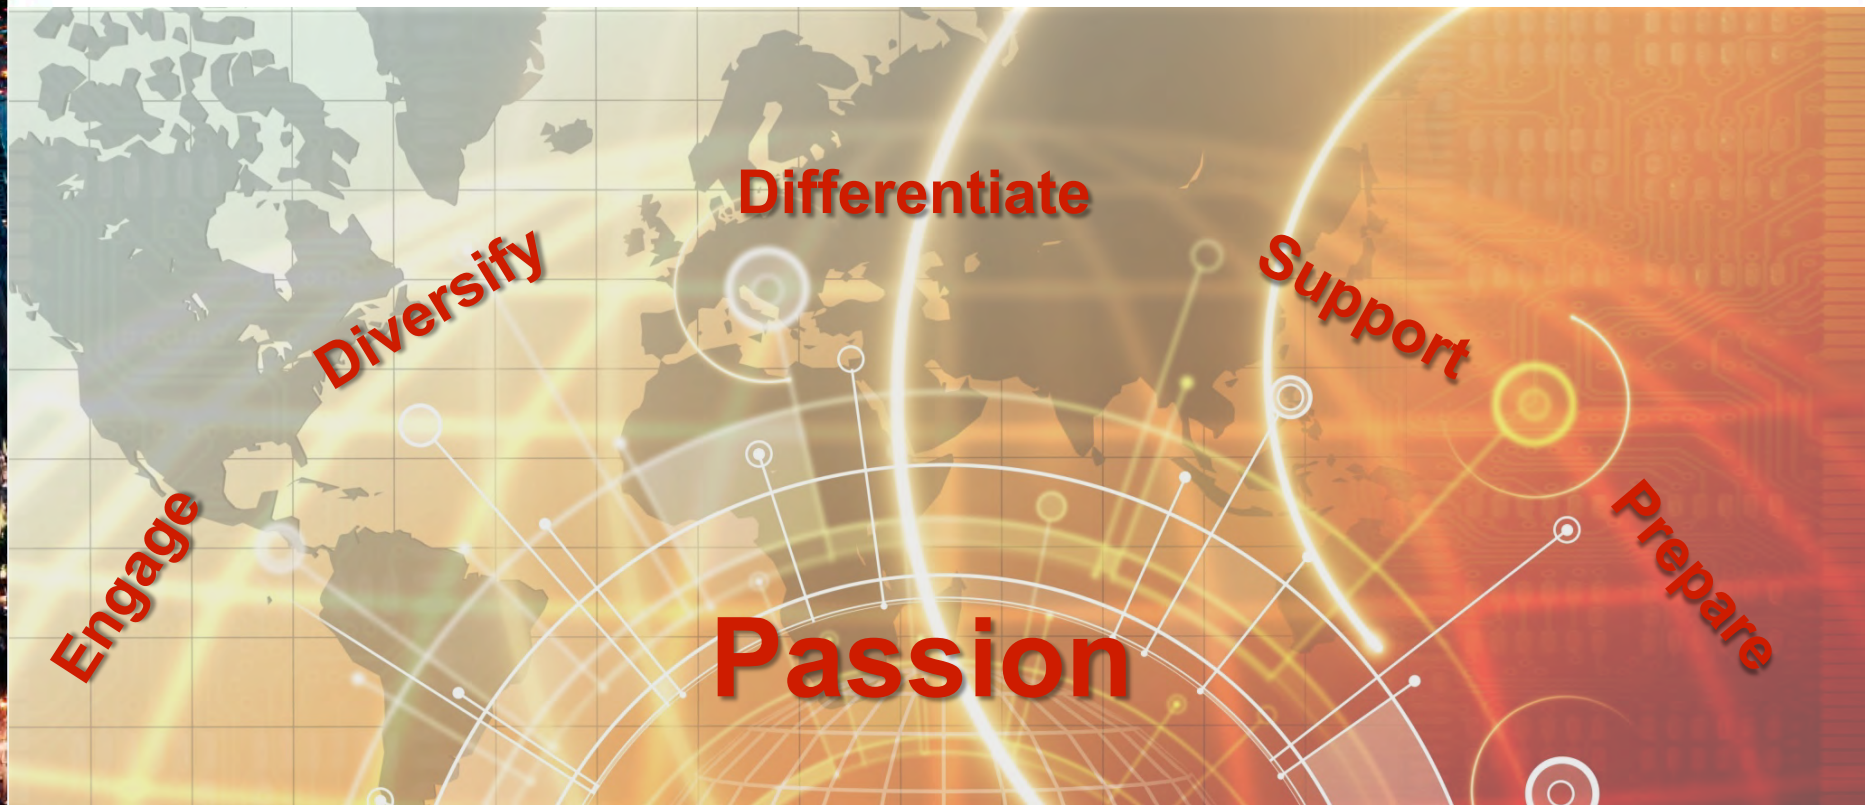 Engage
Diversify
Differentiate
Support
Prepare
Passion